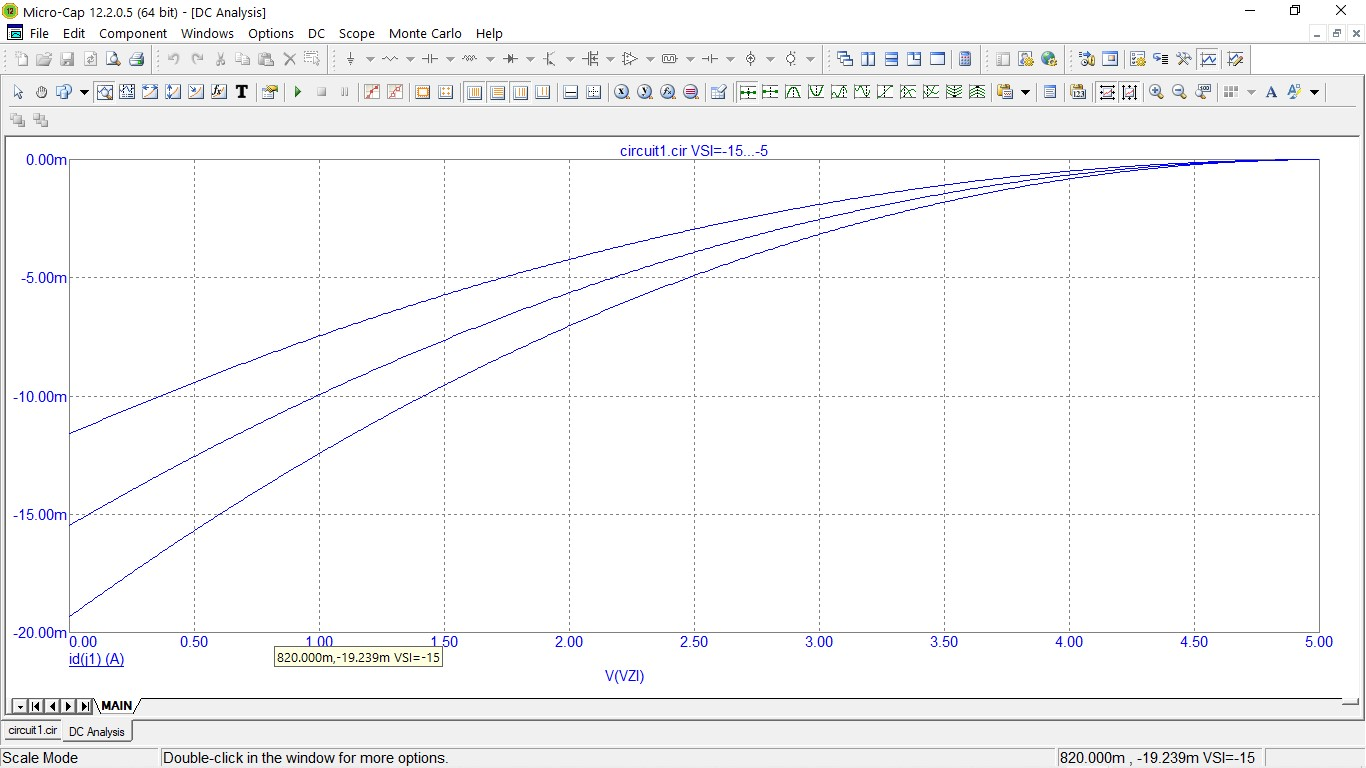 Micro-Cap 12.2.0.5 (64 bit) - [DC Analysis]
File Edit Component Windows Options DC Scope Monte Carlo Help
circuit1.cir VSI=-15...-5
0.00m
-5.00m
-10.00m
-15.00m
-20.00m
0.00 0.50 1.00 1.50 2.00 2.50 3.00 3.50 4.00 4.50 5.00
id(j1) (A)
820.000m,-19.239m VSI=-15
V(VZI)
MAIN
circuit1.cir DC Analysis
Scale Mode Double-click in the window for more options. 820.000m , -19.239m VSI=-15